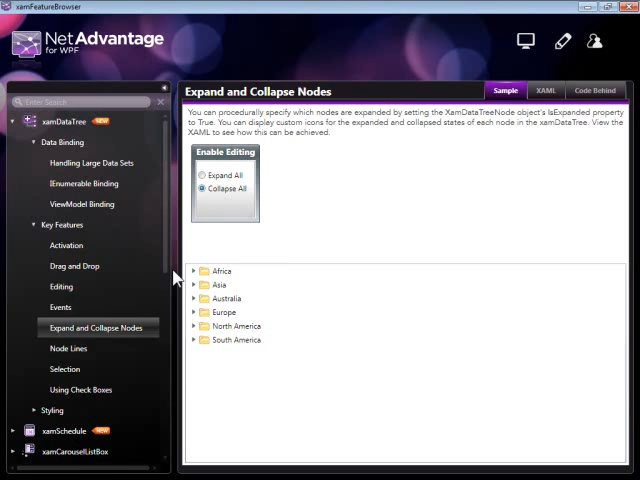 xamFeatureBrowser
NetAdvantage
for WPF
Enter Search
xamDataTree NEW
Data Binding
Handling Large Data Sets
IEnumerable Binding
ViewModel Binding
Key Features
Activation
Drag and Drop
Editing
Events
Expand and Collapse Nodes
Node Lines
Selection
Using Check Boxes
Styling
xamSchedule NEW
xamCarouselListBox
Expand and Collapse Nodes
Sample XAML Code Behind
You can procedurally specify which nodes are expanded by setting the XamDataTreeNode object's IsExpanded property
to True. You can display custom icons for the expanded and collapsed states of each node in the xamDataTree. View the
XAML to see how this can be achieved.
Enable Editing
Expand All
Collapse All
Africa
Asia
Australia
Europe
North America
South America